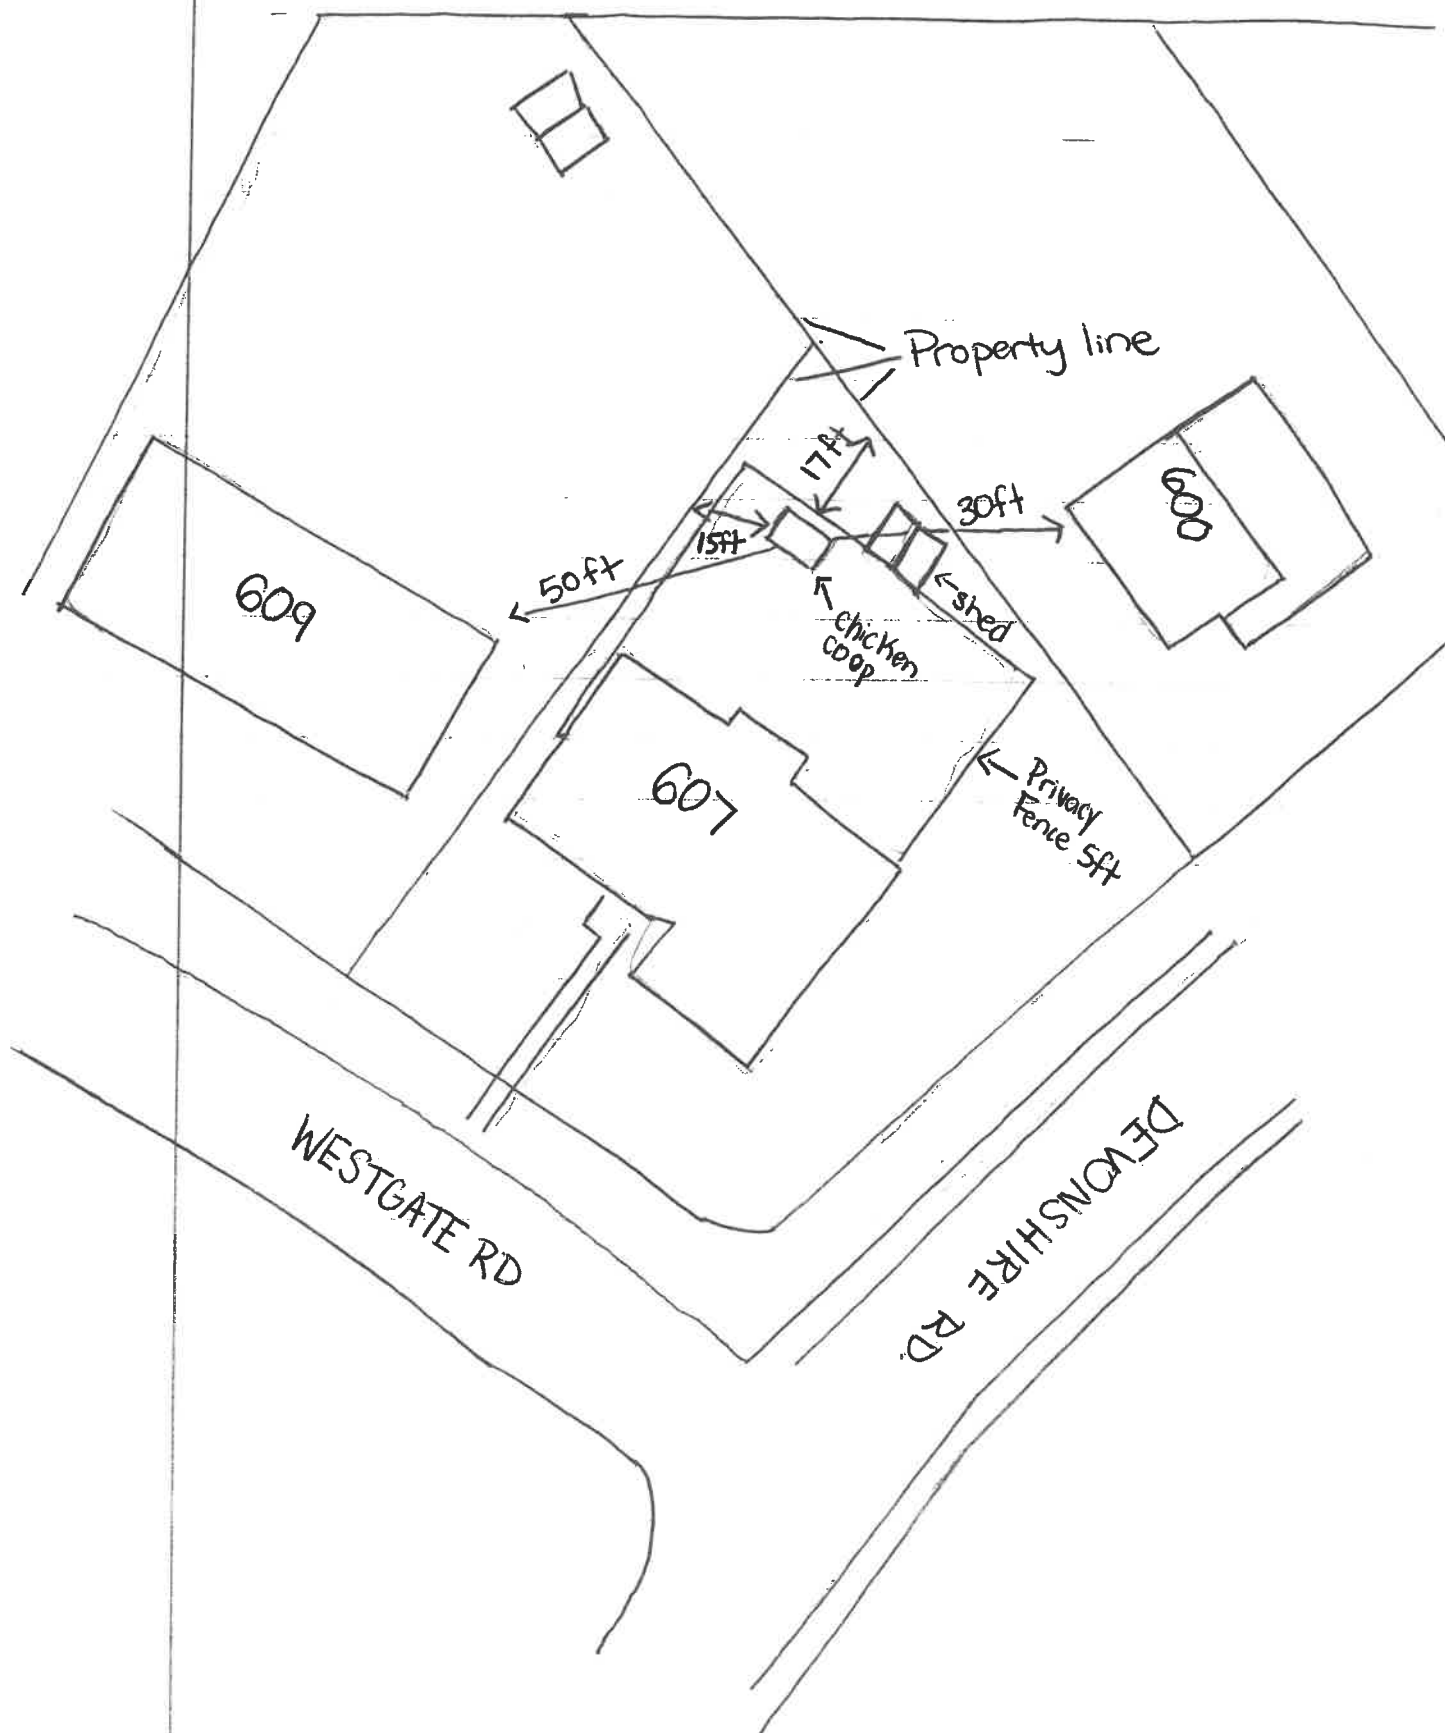 Property line
17ft
600
30ft
15ft
50ft
609
shed
chicken
coop
607
Privacy
Fence 5ft
WESTGATE RD
DEVONSHIRE RD